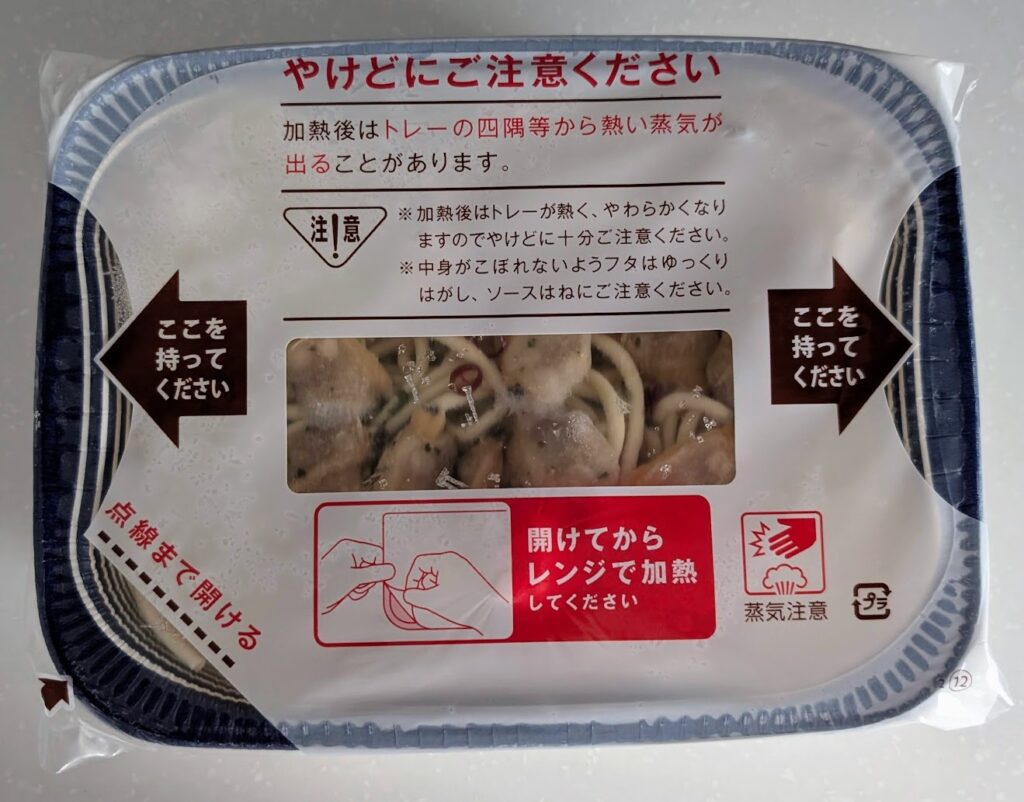 やけどにご注意ください
加熱後はトレーの四隅等から熱い蒸気が
出ることがあります。
注！意
※加熱後はトレーが熱く、やわらかくなり
ますのでやけどに十分ご注意ください。
※中身がこぼれないようフタはゆっくり
はがし、ソースはねにご注意ください。
ここを
持って
ください
ここを
持って
ください
点線まで開ける
開けてから
レンジで加熱
してください
蒸気注意
プラ
⑫